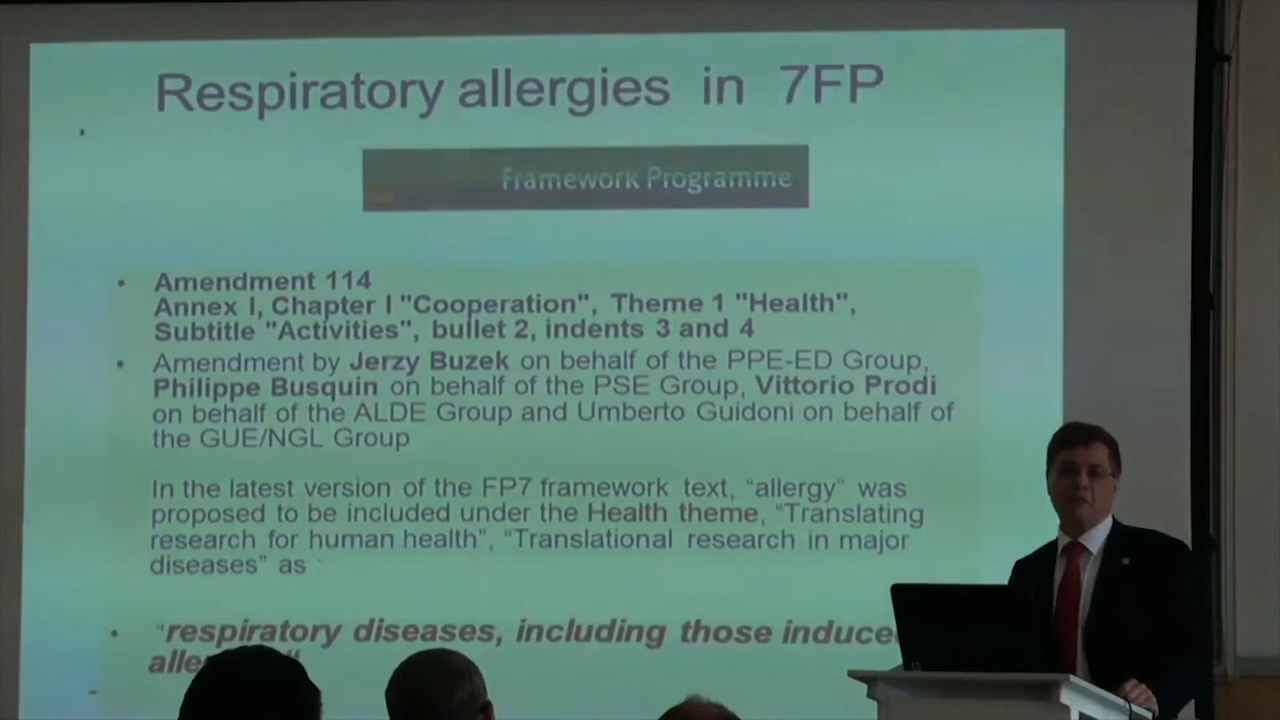 Respiratory allergies in 7FP
Framework Programme
• Amendment 114
Annex I, Chapter I "Cooperation", Theme 1 "Health",
Subtitle "Activities", bullet 2, indents 3 and 4
• Amendment by Jerzy Buzek on behalf of the PPE-ED Group,
Philippe Busquin on behalf of the PSE Group, Vittorio Prodi
on behalf of the ALDE Group and Umberto Guidoni on behalf of
the GUE/NGL Group
In the latest version of the FP7 framework text, "allergy" was
proposed to be included under the Health theme, "Translating
research for human health", "Translational research in major
diseases" as
• "respiratory diseases, including those induce
alle